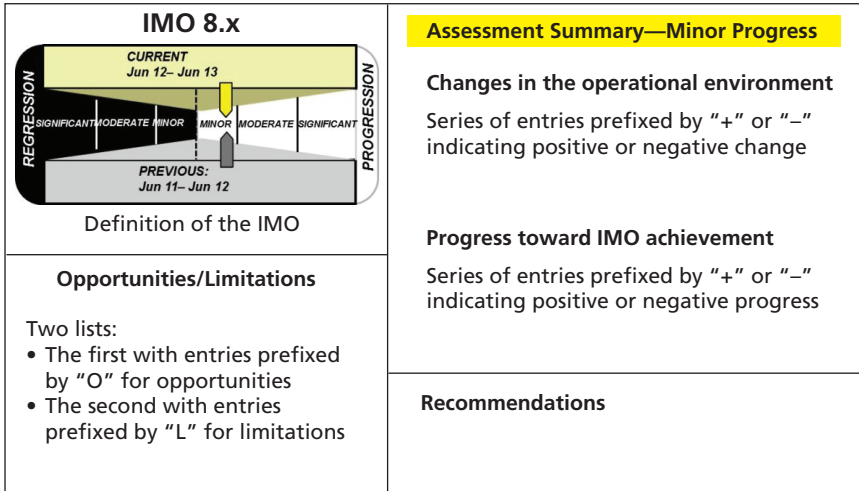 IMO 8.x
CURRENT
Jun 12– Jun 13
REGRESSION
SIGNIFICANT MODERATE MINOR MINOR MODERATE SIGNIFICANT
PROGRESSION
PREVIOUS:
Jun 11– Jun 12
Definition of the IMO
Opportunities/Limitations
Two lists:
• The first with entries prefixed
by “O” for opportunities
• The second with entries
prefixed by “L” for limitations
Assessment Summary—Minor Progress
Changes in the operational environment
Series of entries prefixed by “+” or “–”
indicating positive or negative change
Progress toward IMO achievement
Series of entries prefixed by “+” or “–”
indicating positive or negative progress
Recommendations